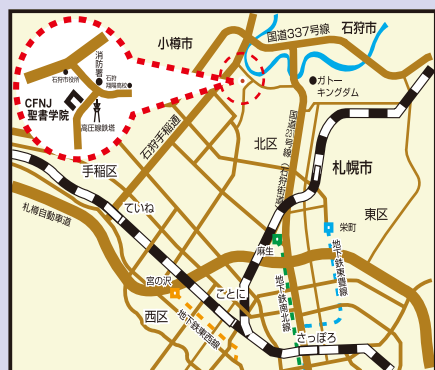 小樽市
国道337号線
石狩市
石狩市役所
消防署
石狩
翔陽高校
CFNJ
聖書学院
高圧線鉄塔
ガトー
キングダム
石狩手稲通
国道231号線(石狩街道)
北区
札幌市
手稲区
ていね
東区
札樽自動車道
栄町
麻生
地下鉄東豊線
宮の沢
ことに
地下鉄南北線
西区
地下鉄東西線
さっぽろ